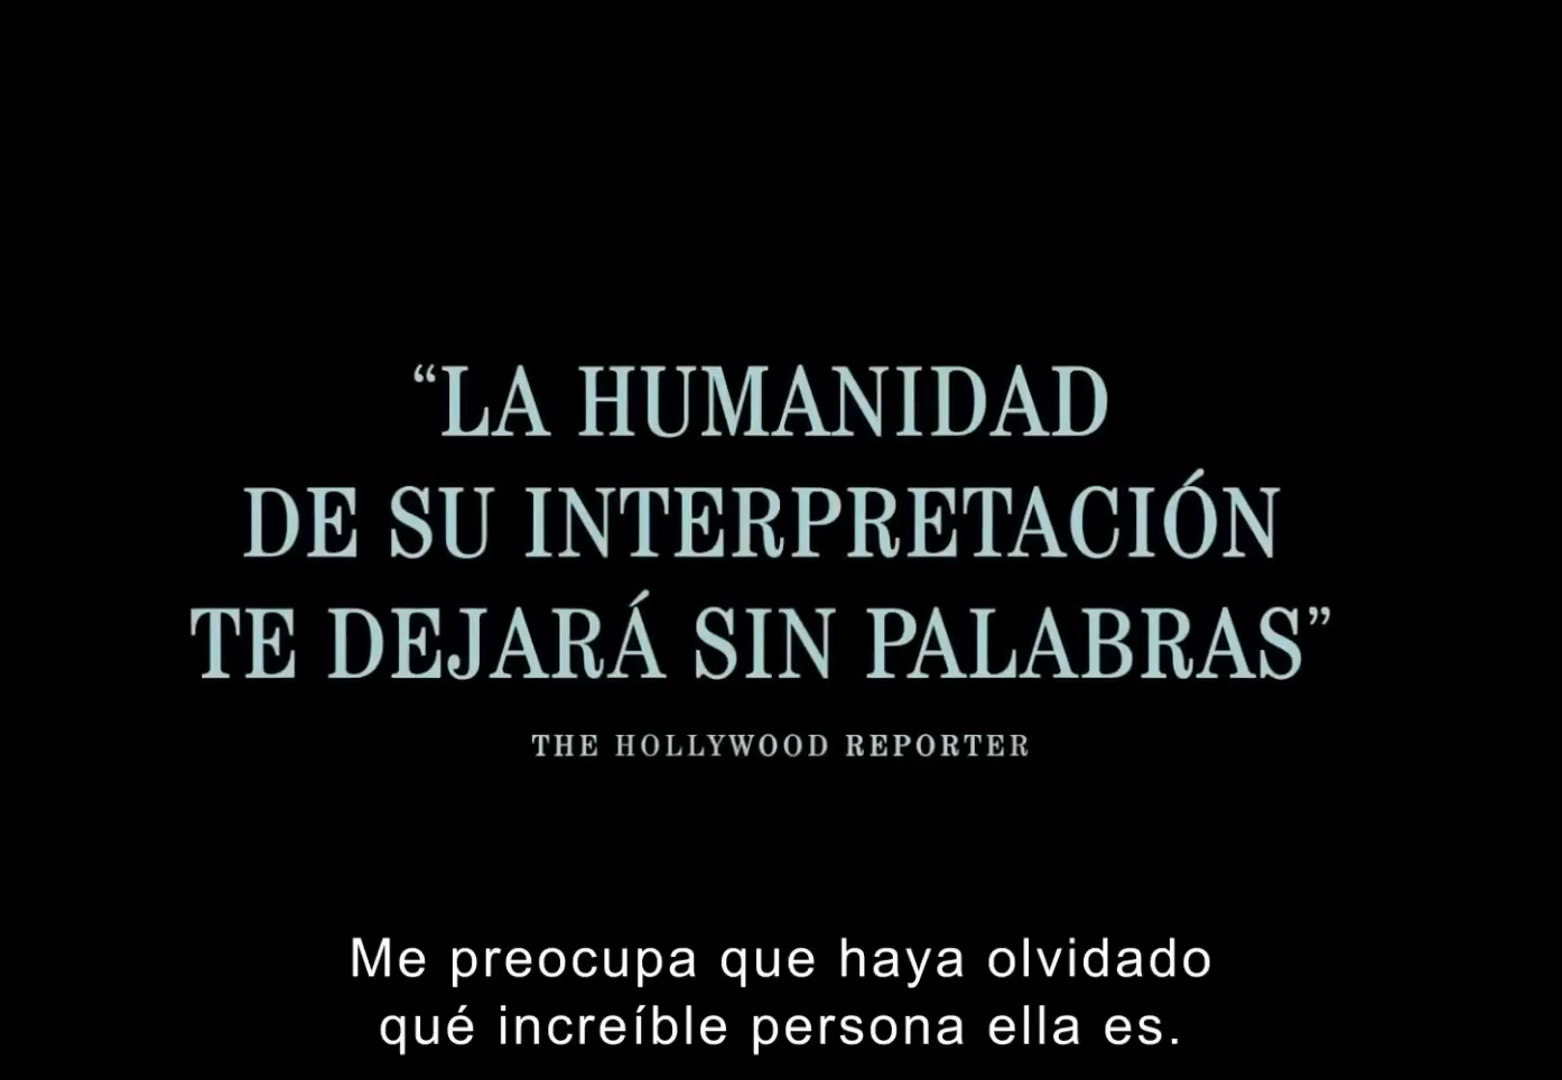 “LA HUMANIDAD
DE SU INTERPRETACIÓN
TE DEJARÁ SIN PALABRAS”
THE HOLLYWOOD REPORTER
Me preocupa que haya olvidado
qué increíble persona ella es.